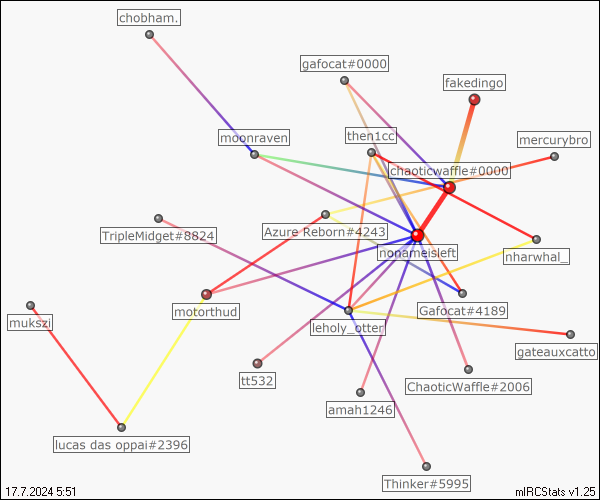 chobham.
gafocat#0000
fakedingo
then1cc
mercurybro
moonraven
chaoticwaffle#0000
Azure Reborn#4243
TripleMidget#8824
nonameisleft
nharwhal_
motorthud
Gafocat#4189
mukszi
leholy_otter
gateauxcatto
tt532
ChaoticWaffle#2006
amah1246
lucas das oppai#2396
Thinker#5995
17.7.2024 5:51
mIRCStats v1.25